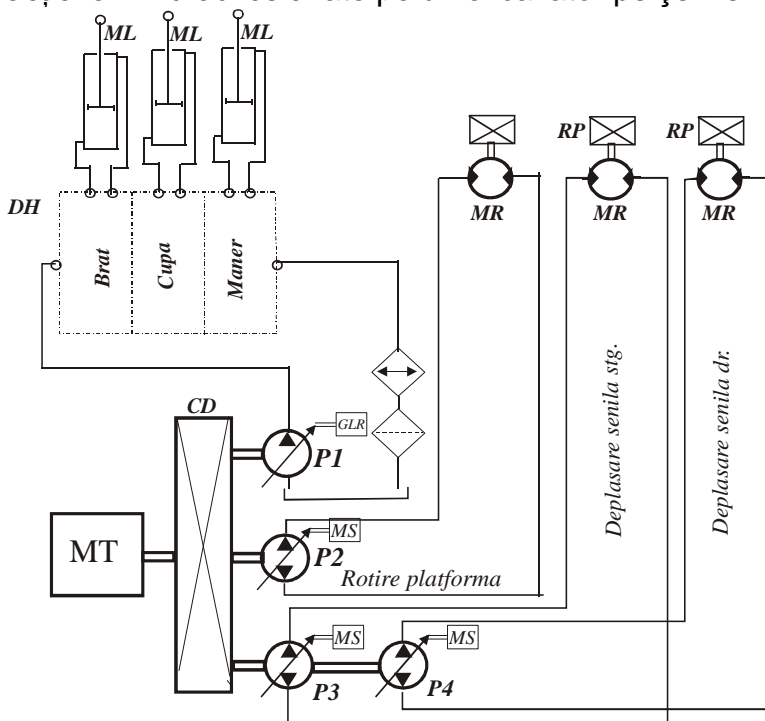 ML ML ML
RP RP
MR MR MR
DH
Brat
Cupa
Maner
Deplasare senila stg.
Deplasare senila dr.
CD
GLR
P1
MT
MS
P2
Rotire platforma
MS MS
P3 P4